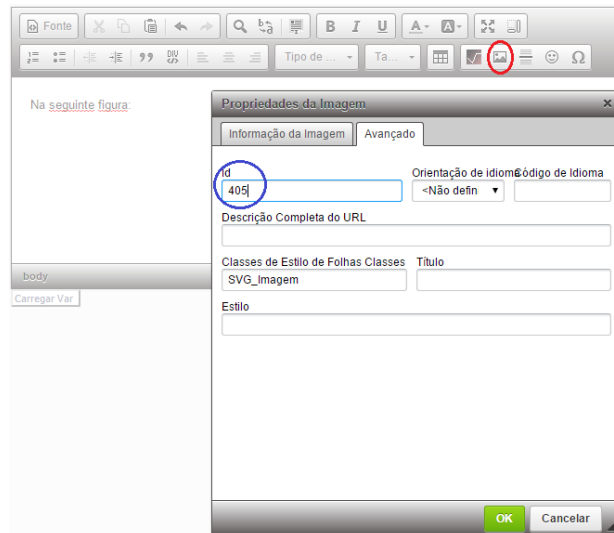 Fonte
B I U A A
Tipo de ... Ta... Ω
Na seguinte figura:
Propriedades da Imagem
Informação da Imagem Avançado
Id Orientação de idioma Código de Idioma
405 <Não defin
Descrição Completa do URL
Classes de Estilo de Folhas Classes Título
SVG_Imagem
Estilo
body
Carregar Var
OK Cancelar